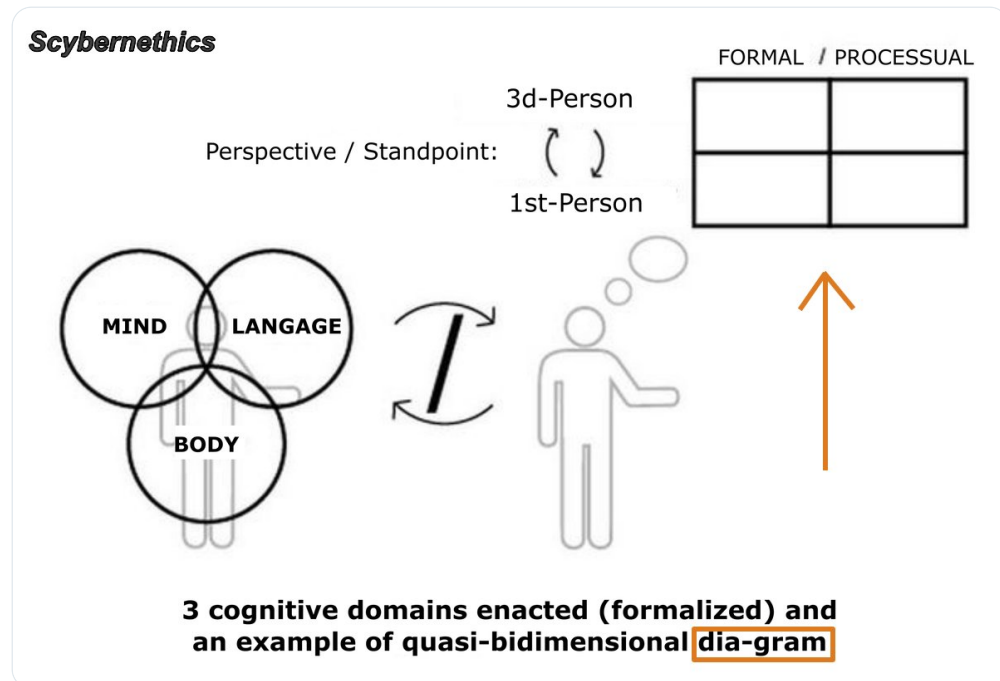 Scybernethics
FORMAL / PROCESSUAL
3d-Person
Perspective / Standpoint:
1st-Person
MIND
LANGAGE
/
BODY
3 cognitive domains enacted (formalized) and
an example of quasi-bidimensional dia-gram